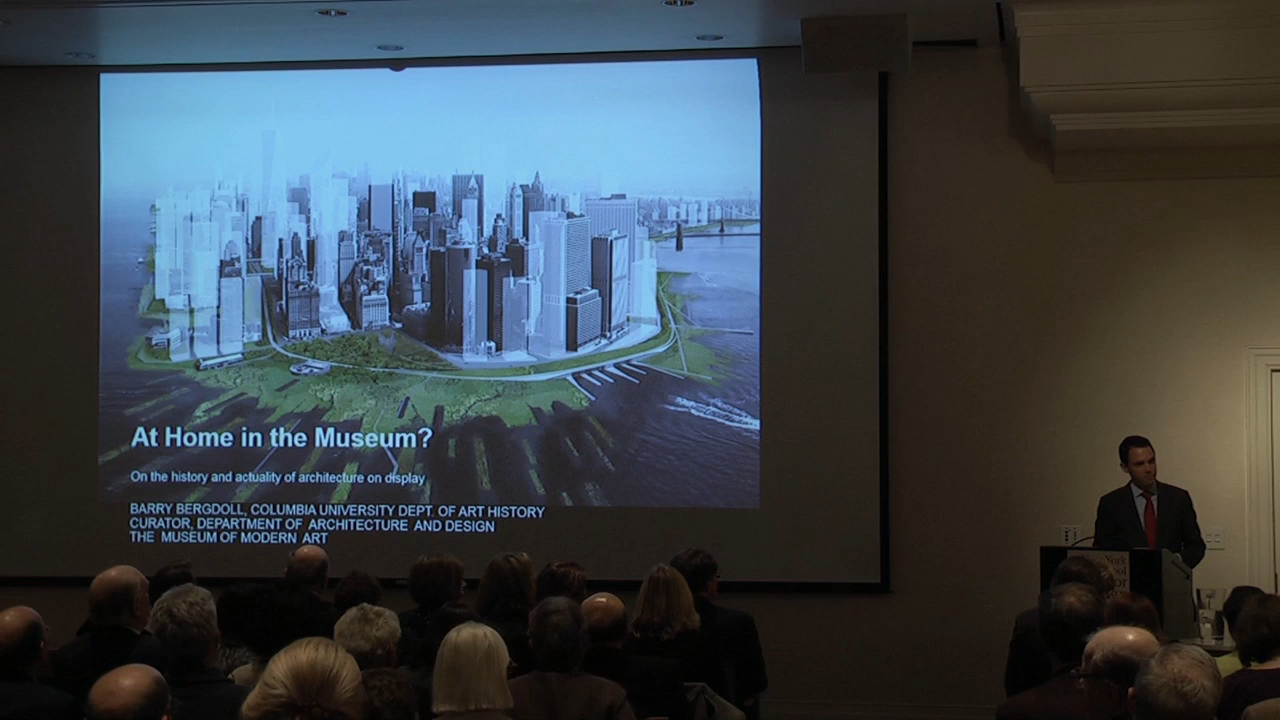 At Home in the Museum?
On the history and actuality of architecture on display
BARRY BERGDOLL, COLUMBIA UNIVERSITY DEPT. OF ART HISTORY
CURATOR, DEPARTMENT OF ARCHITECTURE AND DESIGN
THE MUSEUM OF MODERN ART